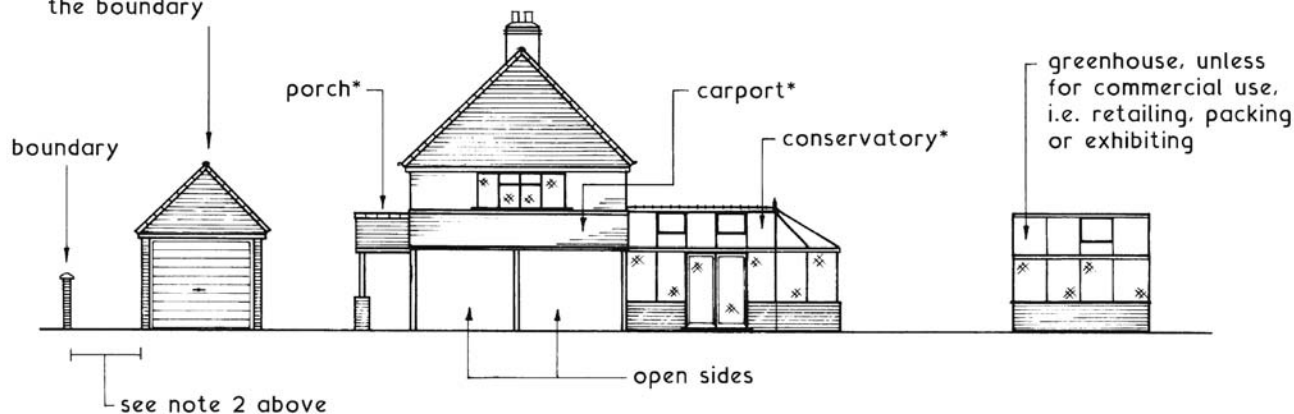 the boundary
porch*
carport*
greenhouse, unless
for commercial use,
i.e. retailing, packing
or exhibiting
boundary
conservatory*
open sides
see note 2 above